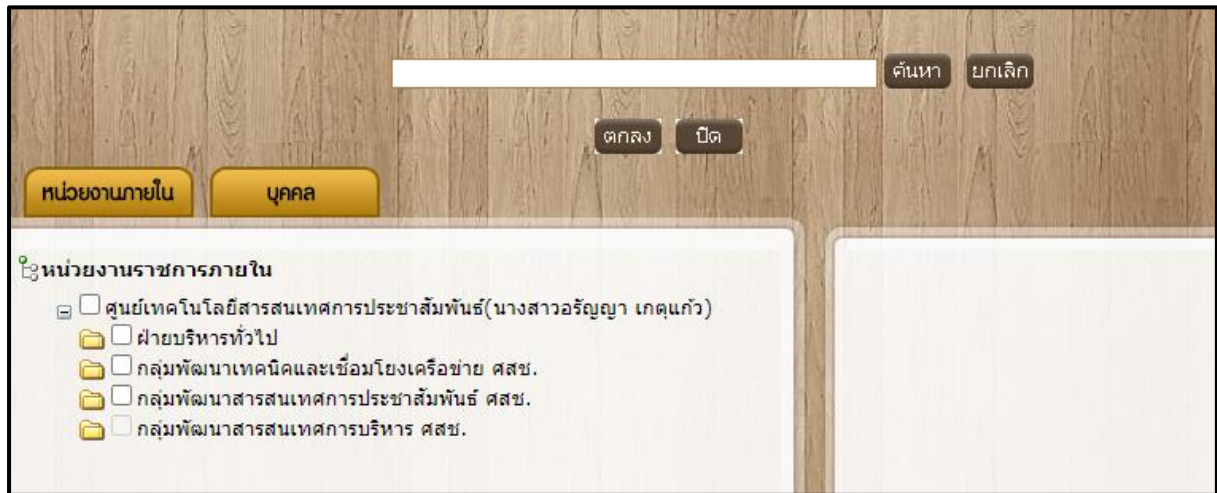 ค้นหา ยกเลิก
ตกลง ปิด
หน่วยงานภายใน บุคคล
หน่วยงานราชการภายใน
ศูนย์เทคโนโลยีสารสนเทศการประชาสัมพันธ์(นางสาวอรัญญา เกตุแก้ว)
ฝ่ายบริหารทั่วไป
กลุ่มพัฒนาเทคนิคและเชื่อมโยงเครือข่าย ศสช.
กลุ่มพัฒนาสารสนเทศการประชาสัมพันธ์ ศสช.
กลุ่มพัฒนาสารสนเทศการบริหาร ศสช.